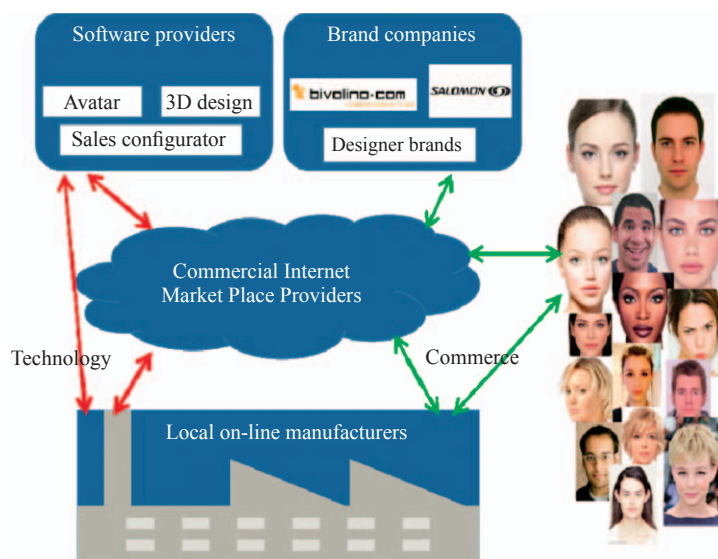 Software providers
Avatar
3D design
Sales configurator
Brand companies
bivolino.com
SALOMON
Designer brands
Commercial Internet
Market Place Providers
Technology
Commerce
Local on-line manufacturers